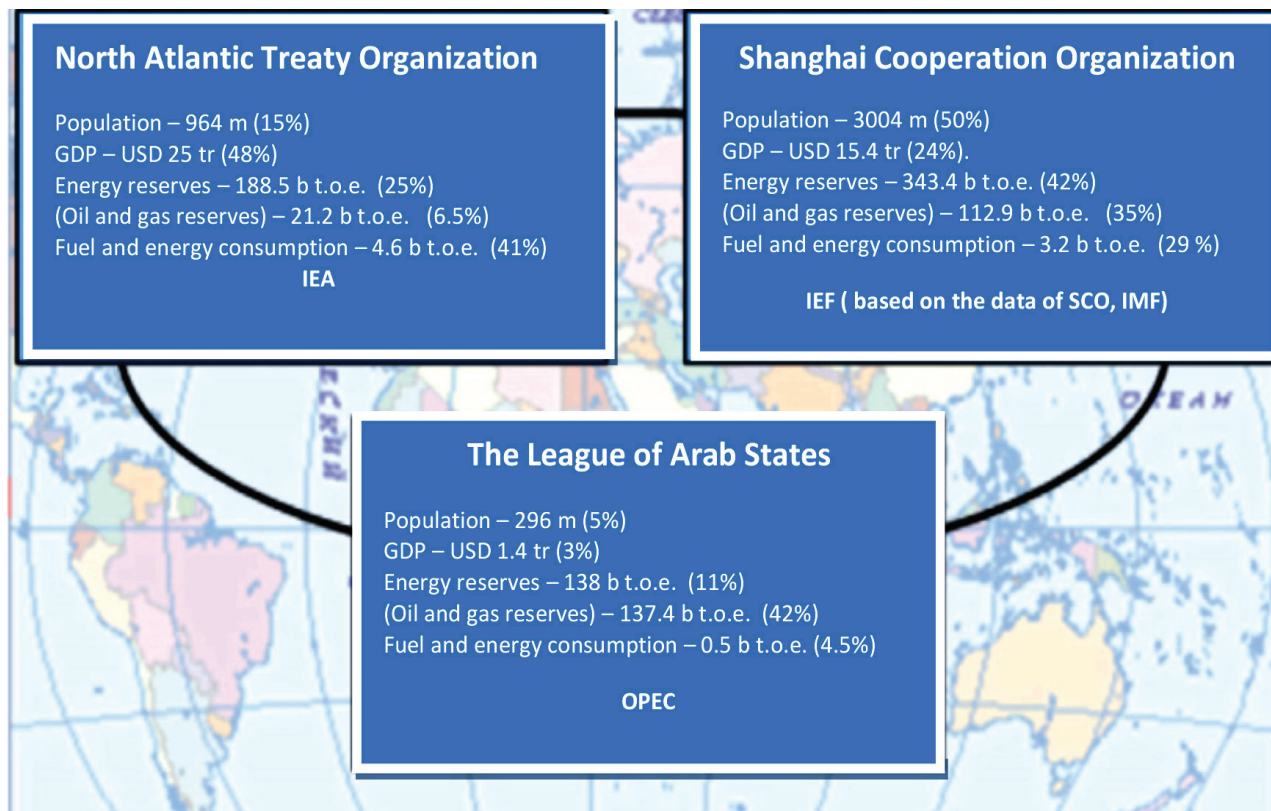 North Atlantic Treaty Organization
Population – 964 m (15%)
GDP – USD 25 tr (48%)
Energy reserves – 188.5 b t.o.e. (25%)
(Oil and gas reserves) – 21.2 b t.o.e. (6.5%)
Fuel and energy consumption – 4.6 b t.o.e. (41%)
IEA
Shanghai Cooperation Organization
Population – 3004 m (50%)
GDP – USD 15.4 tr (24%).
Energy reserves – 343.4 b t.o.e. (42%)
(Oil and gas reserves) – 112.9 b t.o.e. (35%)
Fuel and energy consumption – 3.2 b t.o.e. (29 %)
IEF ( based on the data of SCO, IMF)
The League of Arab States
Population – 296 m (5%)
GDP – USD 1.4 tr (3%)
Energy reserves – 138 b t.o.e. (11%)
(Oil and gas reserves) – 137.4 b t.o.e. (42%)
Fuel and energy consumption – 0.5 b t.o.e. (4.5%)
OPEC
ОКЕАН